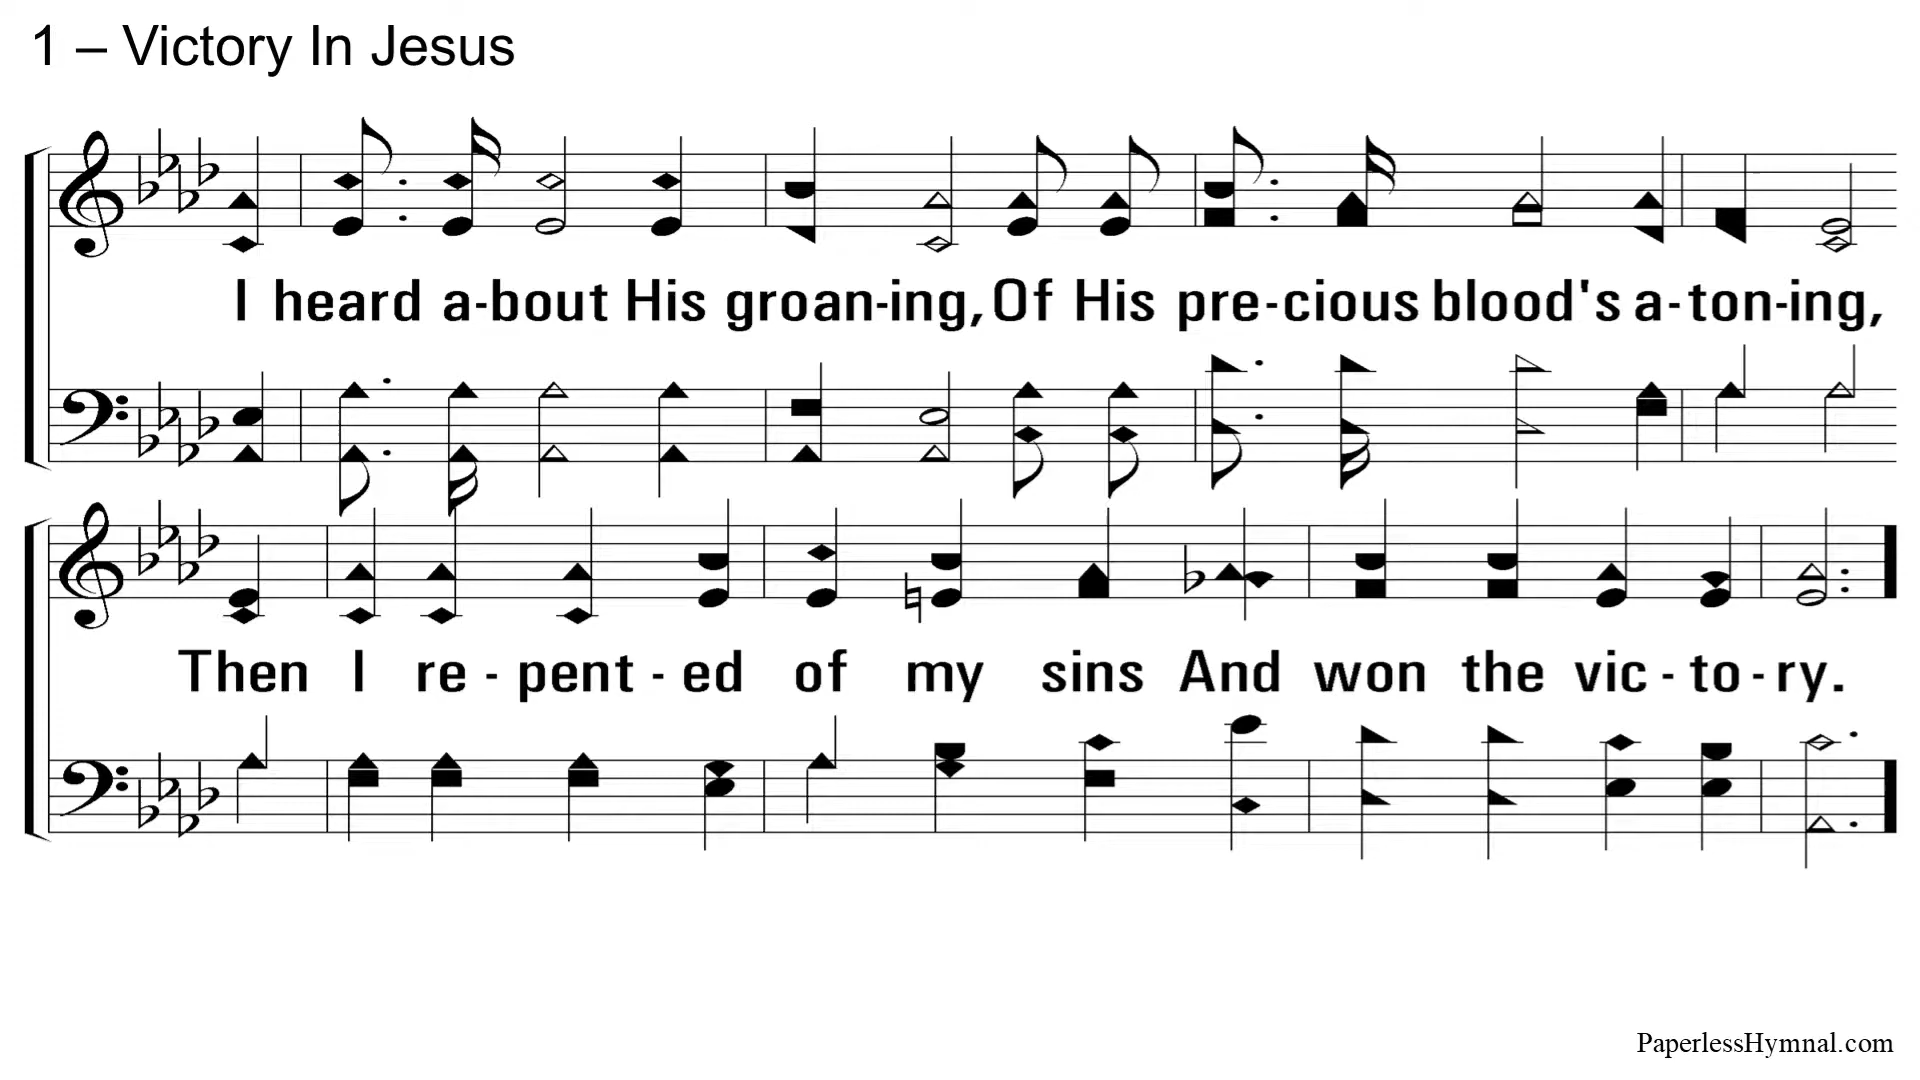 1 – Victory In Jesus
I heard a-bout His groan-ing, Of His pre-cious blood's a-ton-ing,
Then I re - pent - ed of my sins And won the vic - to - ry.
PaperlessHymnal.com